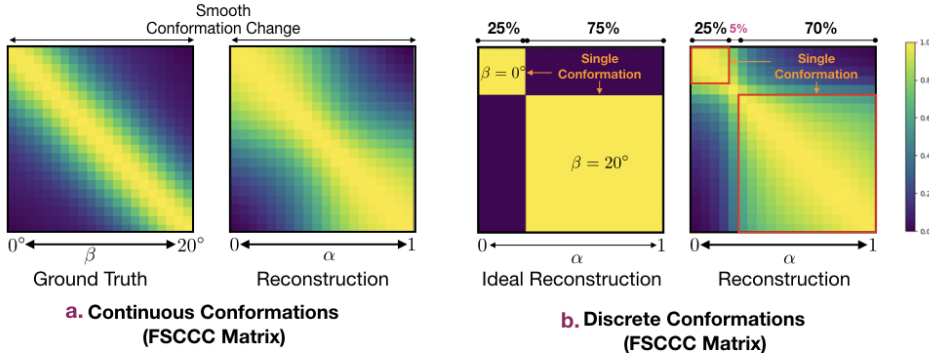 Smooth
Conformation Change
25% 75%
25% 5% 70%
β = 0°
Single
Conformation
β = 20°
Single
Conformation
1.0
0.8
0.6
0.4
0.2
0.0
0° β 20°
0 α 1
0 α 1
0 α 1
Ground Truth
Reconstruction
Ideal Reconstruction
Reconstruction
a. Continuous Conformations
(FSCCC Matrix)
b. Discrete Conformations
(FSCCC Matrix)